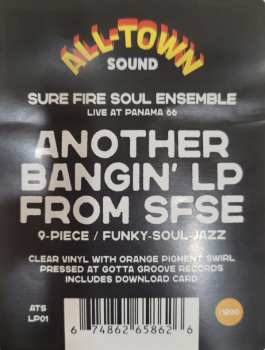 ALL-TOWN
SOUND
SURE FIRE SOUL ENSEMBLE
LIVE AT PANAMA 66
ANOTHER
BANGIN' LP
FROM SFSE
9-PIECE / FUNKY-SOUL-JAZZ
CLEAR VINYL WITH ORANGE PIGMENT SWIRL
PRESSED AT GOTTA GROOVE RECORDS
INCLUDES DOWNLOAD CARD
ATS
LP01
6 74862 65862 6